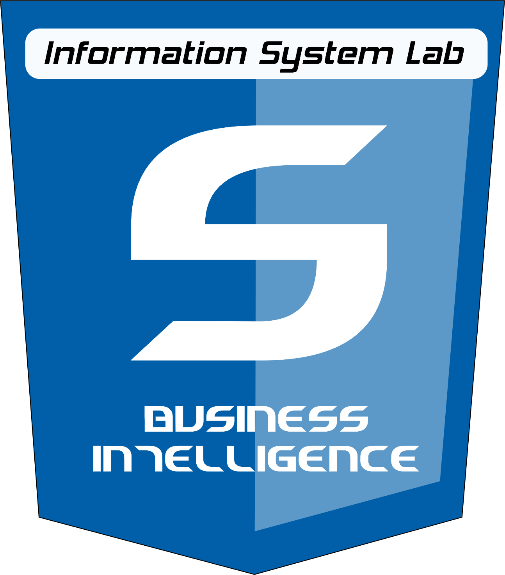 Information System Lab
S
BUSINESS
INTELLIGENCE